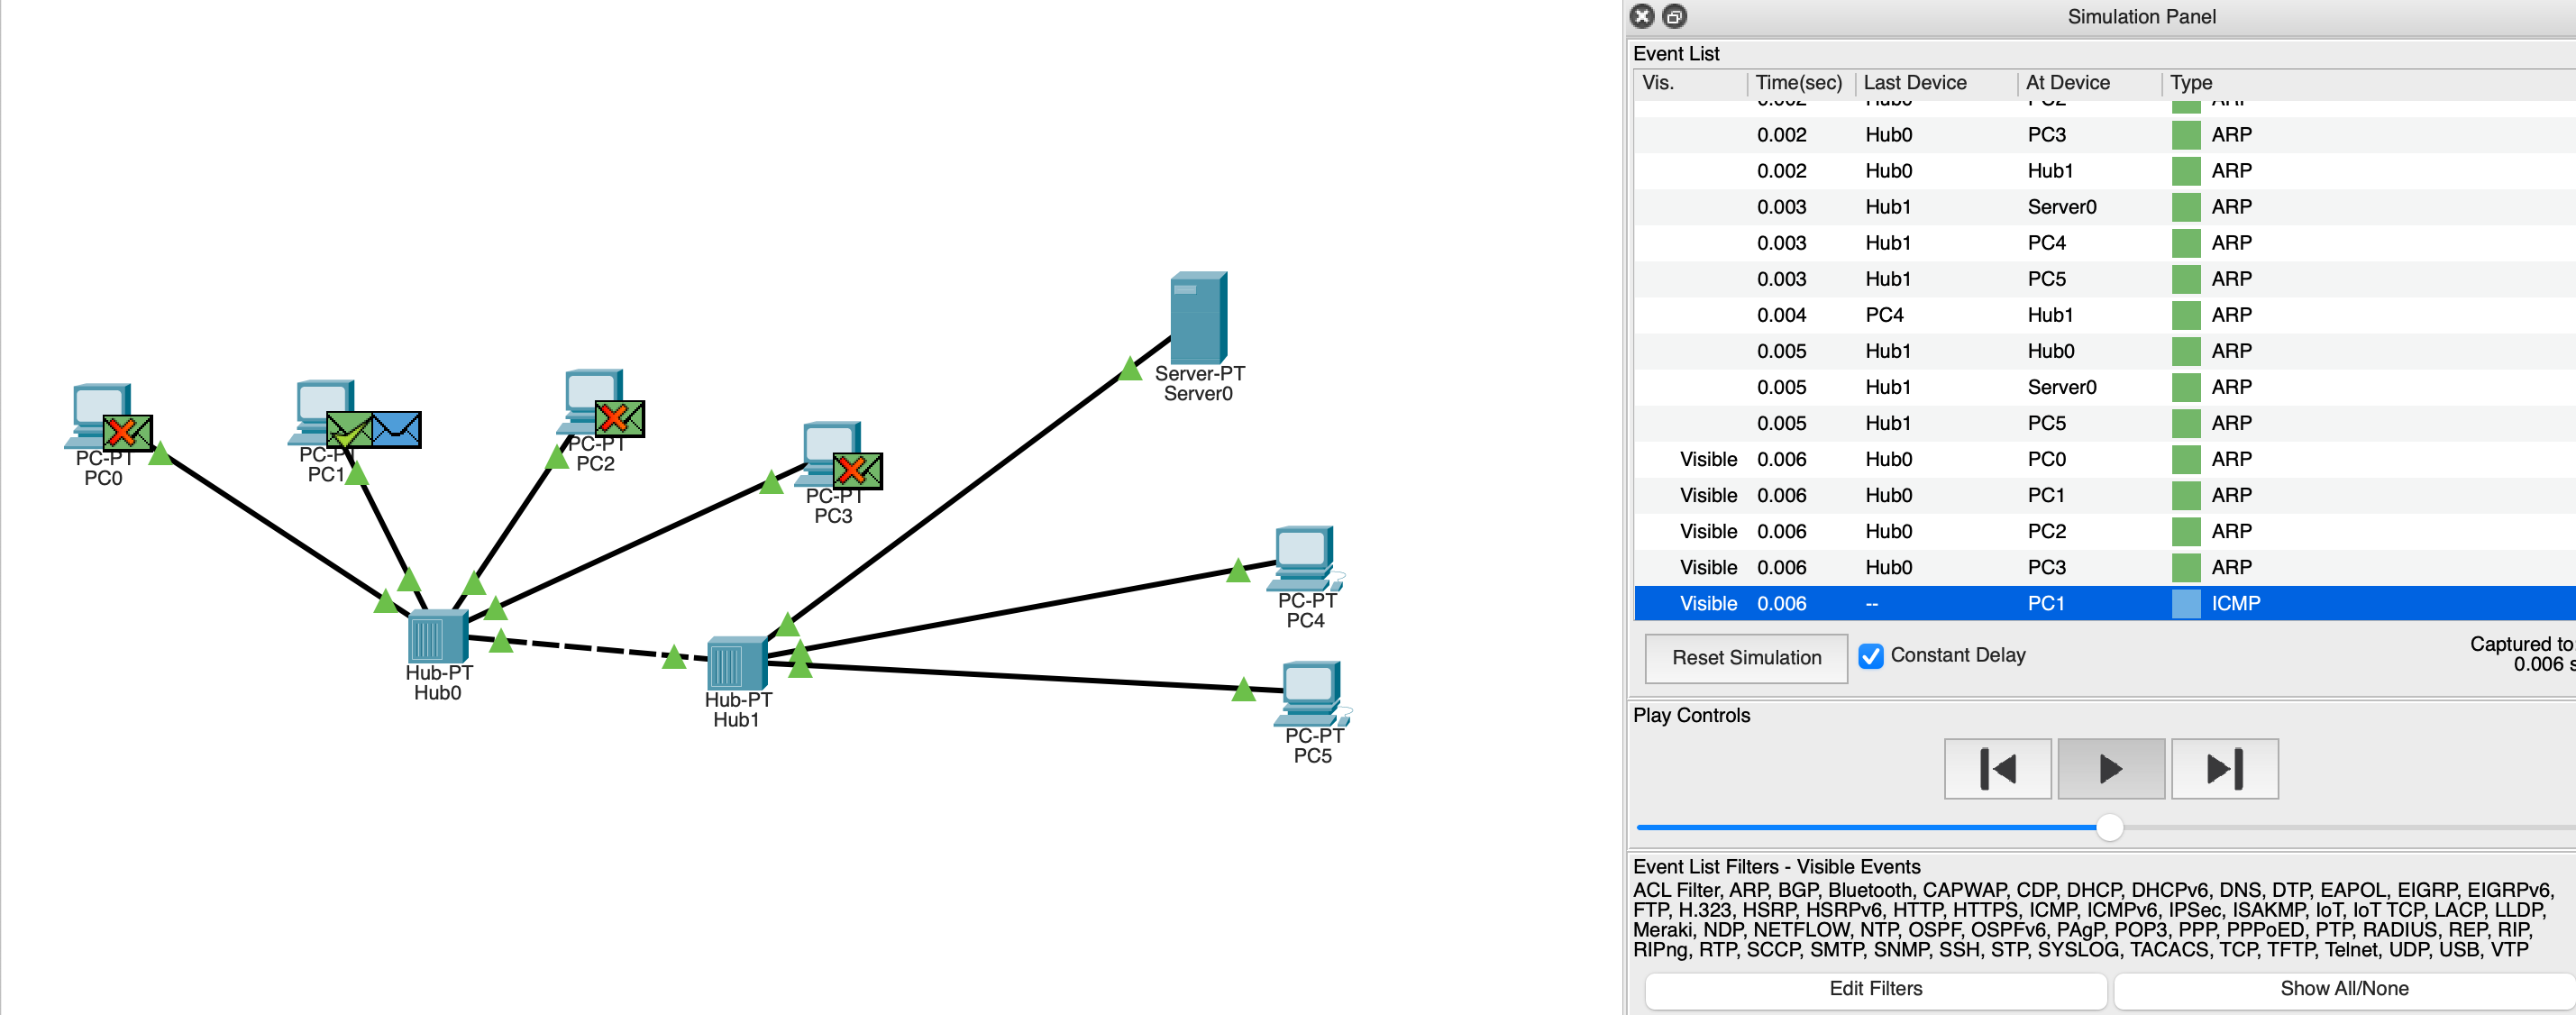 Simulation Panel
Event List
Vis. Time(sec) Last Device At Device Type
0.002 Hub0 PC2 ARP
0.002 Hub0 PC3 ARP
0.002 Hub0 Hub1 ARP
0.003 Hub1 Server0 ARP
0.003 Hub1 PC4 ARP
0.003 Hub1 PC5 ARP
0.004 PC4 Hub1 ARP
0.005 Hub1 Hub0 ARP
0.005 Hub1 Server0 ARP
0.005 Hub1 PC5 ARP
Visible 0.006 Hub0 PC0 ARP
Visible 0.006 Hub0 PC1 ARP
Visible 0.006 Hub0 PC2 ARP
Visible 0.006 Hub0 PC3 ARP
Visible 0.006 -- PC1 ICMP
Reset Simulation
Constant Delay
Captured to
0.006 s
Play Controls
Event List Filters - Visible Events
ACL Filter, ARP, BGP, Bluetooth, CAPWAP, CDP, DHCP, DHCPv6, DNS, DTP, EAPOL, EIGRP, EIGRPv6,
FTP, H.323, HSRP, HSRPv6, HTTP, HTTPS, ICMP, ICMPv6, IPSec, ISAKMP, IoT, IoT TCP, LACP, LLDP,
Meraki, NDP, NETFLOW, NTP, OSPF, OSPFv6, PAgP, POP3, PPP, PPPoED, PTP, RADIUS, REP, RIP,
RIPng, RTP, SCCP, SMTP, SNMP, SSH, STP, SYSLOG, TACACS, TCP, TFTP, Telnet, UDP, USB, VTP
Edit Filters
Show All/None
PC-PT
PC0
PC-PT
PC1
PC-PT
PC2
PC-PT
PC3
Server-PT
Server0
PC-PT
PC4
PC-PT
PC5
Hub-PT
Hub0
Hub-PT
Hub1